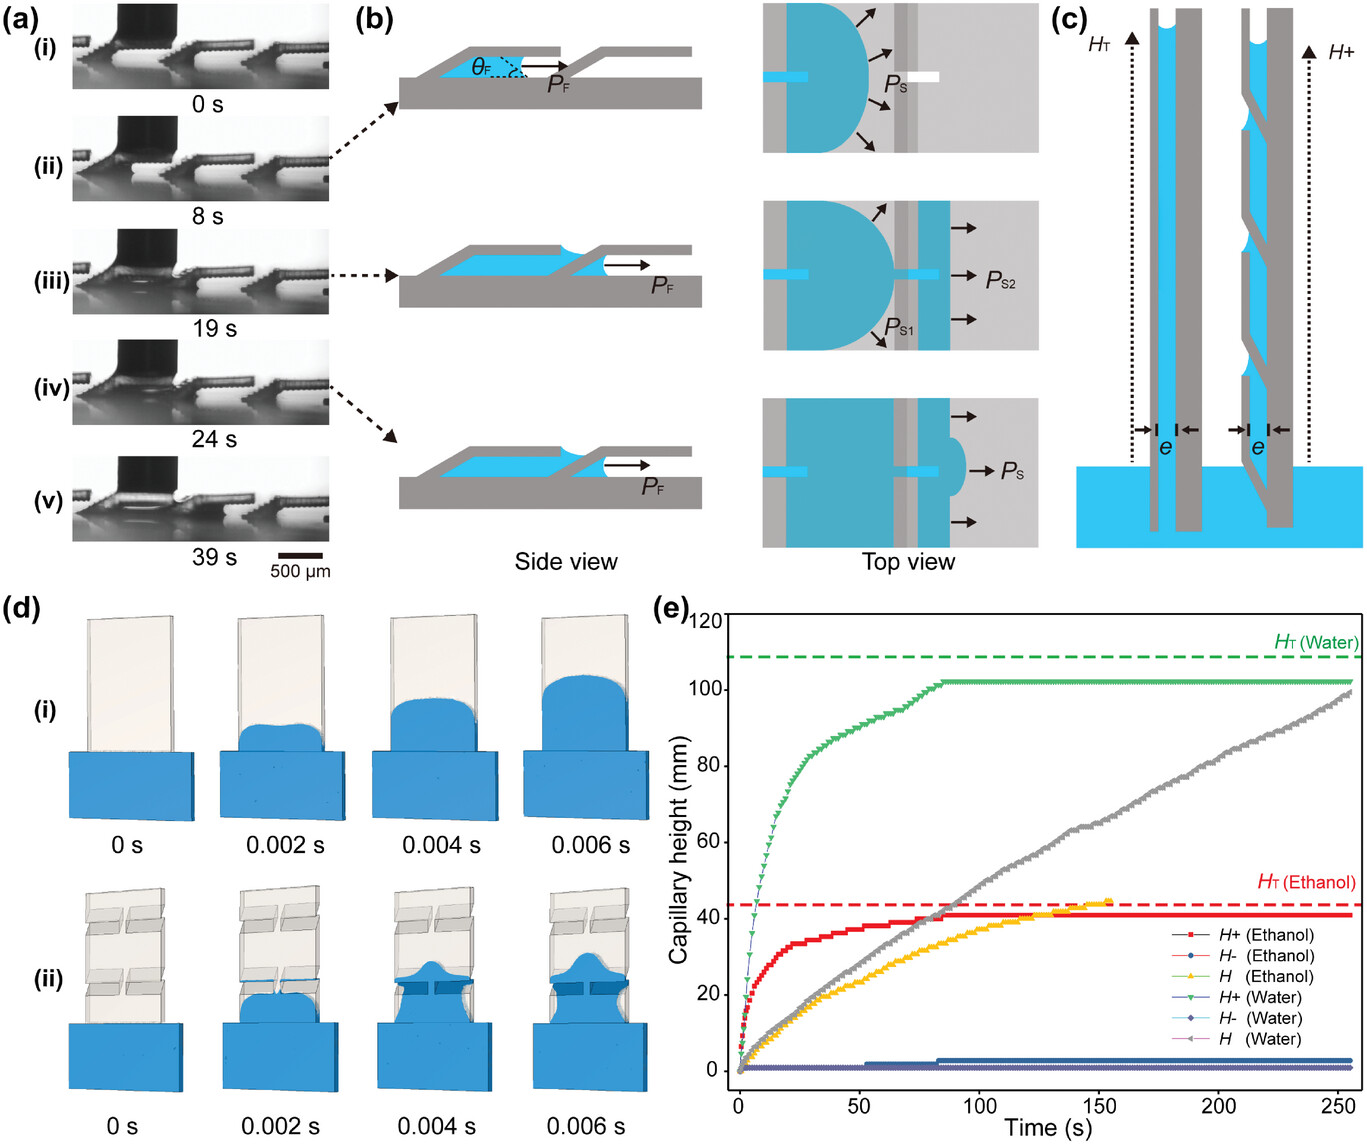 (a)
(i)
0 s
(ii)
8 s
(iii)
19 s
(iv)
24 s
(v)
39 s
500 μm
(b)
θF
PF
PS
PF
PS1
PS2
PF
PS
Side view
Top view
(c)
HT
H+
e
e
(d)
(i)
0 s
0.002 s
0.004 s
0.006 s
(ii)
0 s
0.002 s
0.004 s
0.006 s
(e)
Capillary height (mm)
120
100
80
60
40
20
0
HT (Water)
HT (Ethanol)
H+ (Ethanol)
H- (Ethanol)
H (Ethanol)
H+ (Water)
H- (Water)
H (Water)
0
50
100
150
200
250
Time (s)